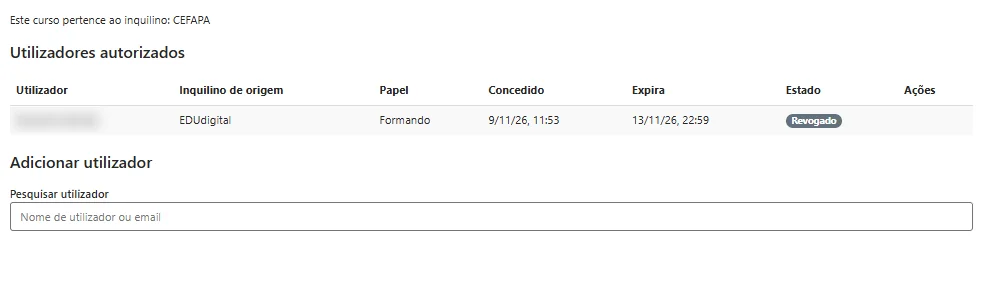 Este curso pertence ao inquilino: CEFAPA
Utilizadores autorizados
Utilizador Inquilino de origem Papel Concedido Expira Estado Ações
EDUdigital Formando 9/11/26, 11:53 13/11/26, 22:59 Revogado
Adicionar utilizador
Pesquisar utilizador
Nome de utilizador ou email